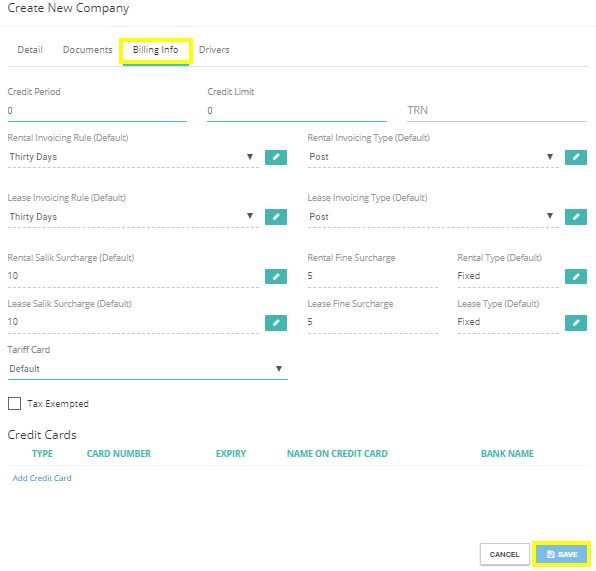 Create New Company
Detail Documents Billing Info Drivers
Credit Period Credit Limit
0 0 TRN
Rental Invoicing Rule (Default) Rental Invoicing Type (Default)
Thirty Days Post
Lease Invoicing Rule (Default) Lease Invoicing Type (Default)
Thirty Days Post
Rental Salik Surcharge (Default) Rental Fine Surcharge Rental Type (Default)
10 5 Fixed
Lease Salik Surcharge (Default) Lease Fine Surcharge Lease Type (Default)
10 5 Fixed
Tariff Card
Default
Tax Exempted
Credit Cards
TYPE CARD NUMBER EXPIRY NAME ON CREDIT CARD BANK NAME
Add Credit Card
CANCEL SAVE